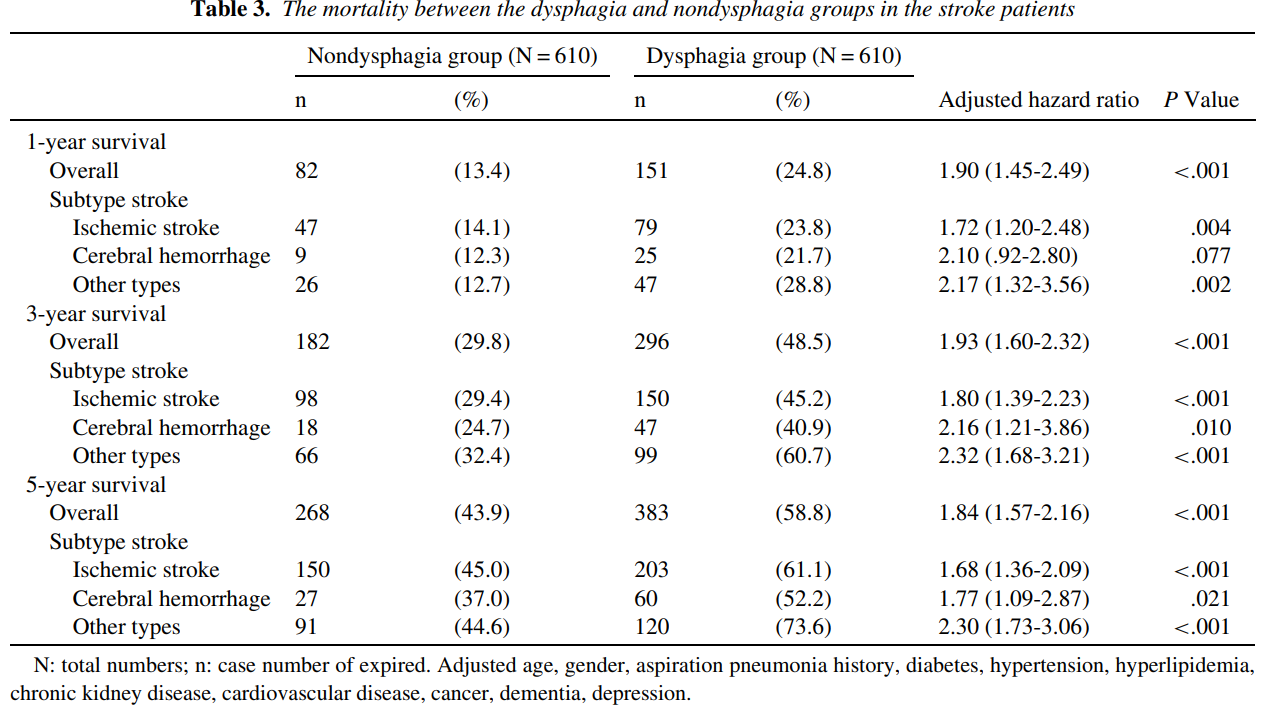 Table 3. The mortality between the dysphagia and nondysphagia groups in the stroke patients
Nondysphagia group (N = 610) Dysphagia group (N = 610)
n (%) n (%) Adjusted hazard ratio P Value
1-year survival
Overall 82 (13.4) 151 (24.8) 1.90 (1.45-2.49) <.001
Subtype stroke
Ischemic stroke 47 (14.1) 79 (23.8) 1.72 (1.20-2.48) .004
Cerebral hemorrhage 9 (12.3) 25 (21.7) 2.10 (.92-2.80) .077
Other types 26 (12.7) 47 (28.8) 2.17 (1.32-3.56) .002
3-year survival
Overall 182 (29.8) 296 (48.5) 1.93 (1.60-2.32) <.001
Subtype stroke
Ischemic stroke 98 (29.4) 150 (45.2) 1.80 (1.39-2.23) <.001
Cerebral hemorrhage 18 (24.7) 47 (40.9) 2.16 (1.21-3.86) .010
Other types 66 (32.4) 99 (60.7) 2.32 (1.68-3.21) <.001
5-year survival
Overall 268 (43.9) 383 (58.8) 1.84 (1.57-2.16) <.001
Subtype stroke
Ischemic stroke 150 (45.0) 203 (61.1) 1.68 (1.36-2.09) <.001
Cerebral hemorrhage 27 (37.0) 60 (52.2) 1.77 (1.09-2.87) .021
Other types 91 (44.6) 120 (73.6) 2.30 (1.73-3.06) <.001
N: total numbers; n: case number of expired. Adjusted age, gender, aspiration pneumonia history, diabetes, hypertension, hyperlipidemia,
chronic kidney disease, cardiovascular disease, cancer, dementia, depression.